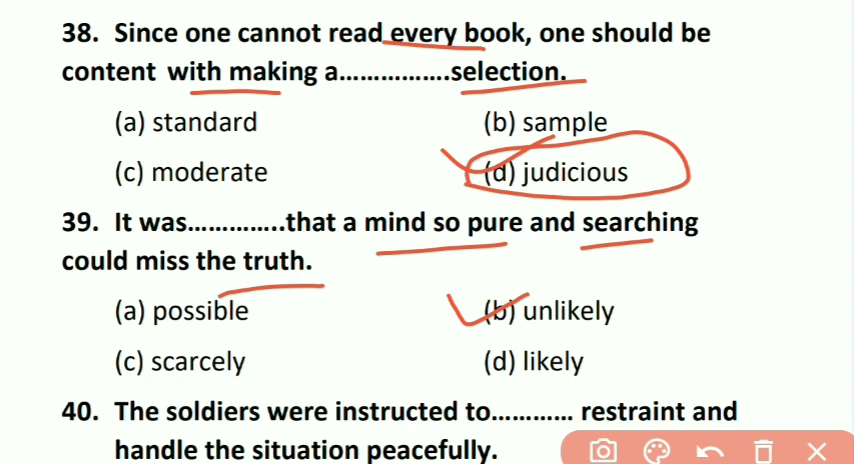 38. Since one cannot read every book, one should be
content with making a................selection.
(a) standard (b) sample
(c) moderate (d) judicious
39. It was..............that a mind so pure and searching
could miss the truth.
(a) possible (b) unlikely
(c) scarcely (d) likely
40. The soldiers were instructed to............ restraint and
handle the situation peacefully.